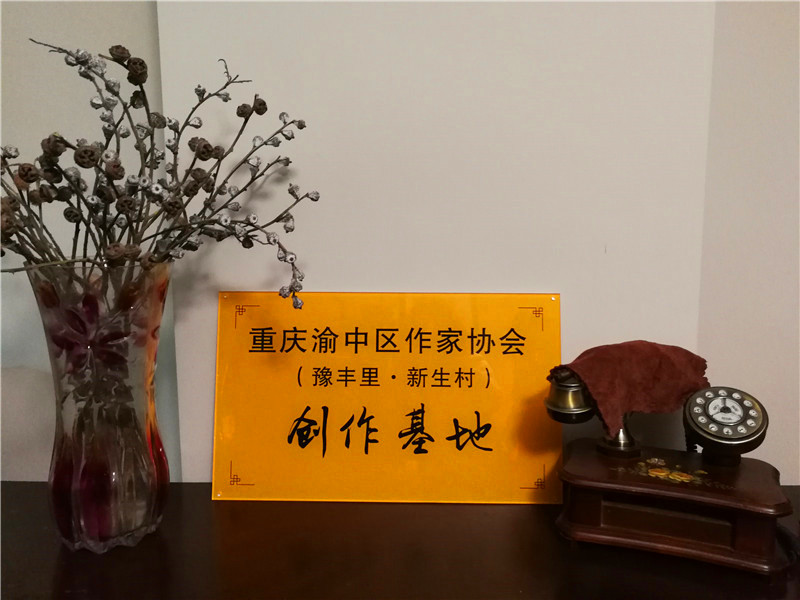 重庆渝中区作家协会
（豫丰里·新生村）
创作基地